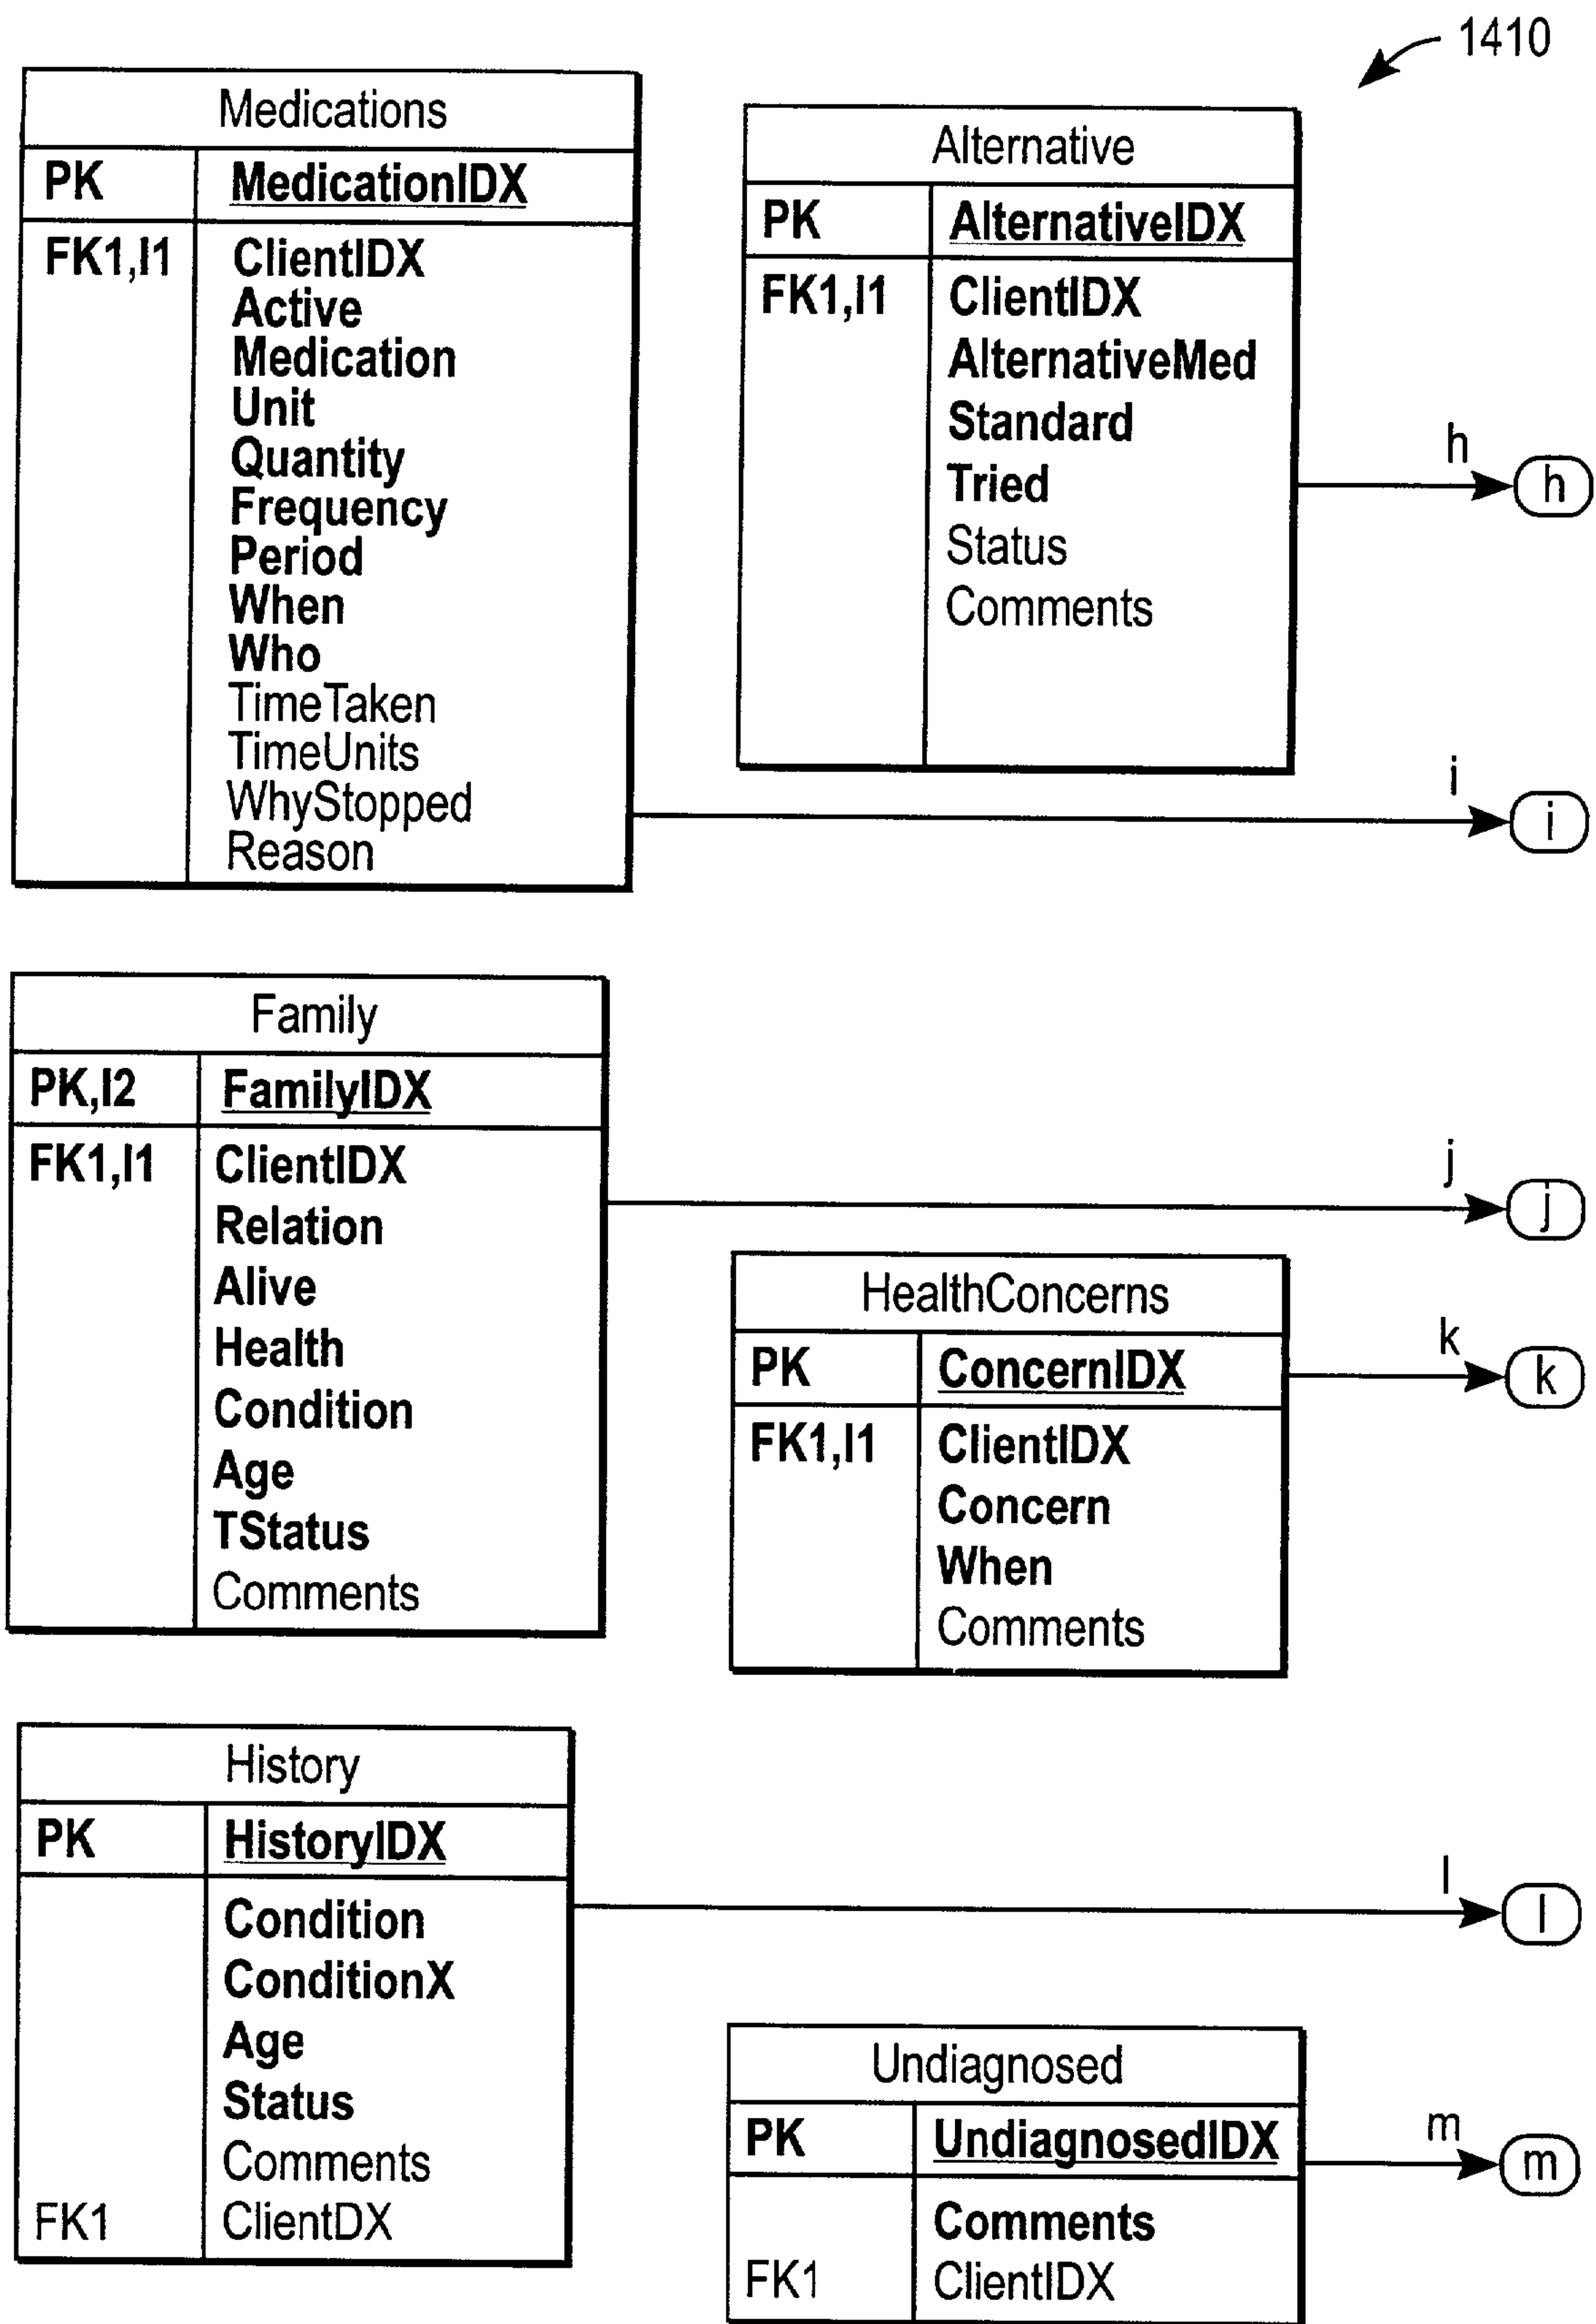 1410
Medications
PK MedicationIDX
FK1,I1 ClientIDX
Active
Medication
Unit
Quantity
Frequency
Period
When
Who
TimeTaken
TimeUnits
WhyStopped
Reason
Alternative
PK AlternativeIDX
FK1,I1 ClientIDX
AlternativeMed
Standard
Tried
Status
Comments
h
h
i
i
Family
PK,I2 FamilyIDX
FK1,I1 ClientIDX
Relation
Alive
Health
Condition
Age
TStatus
Comments
j
j
HealthConcerns
PK ConcernIDX
FK1,I1 ClientIDX
Concern
When
Comments
k
k
History
PK HistoryIDX
Condition
ConditionX
Age
Status
Comments
FK1 ClientDX
l
l
Undiagnosed
PK UndiagnosedIDX
Comments
FK1 ClientIDX
m
m